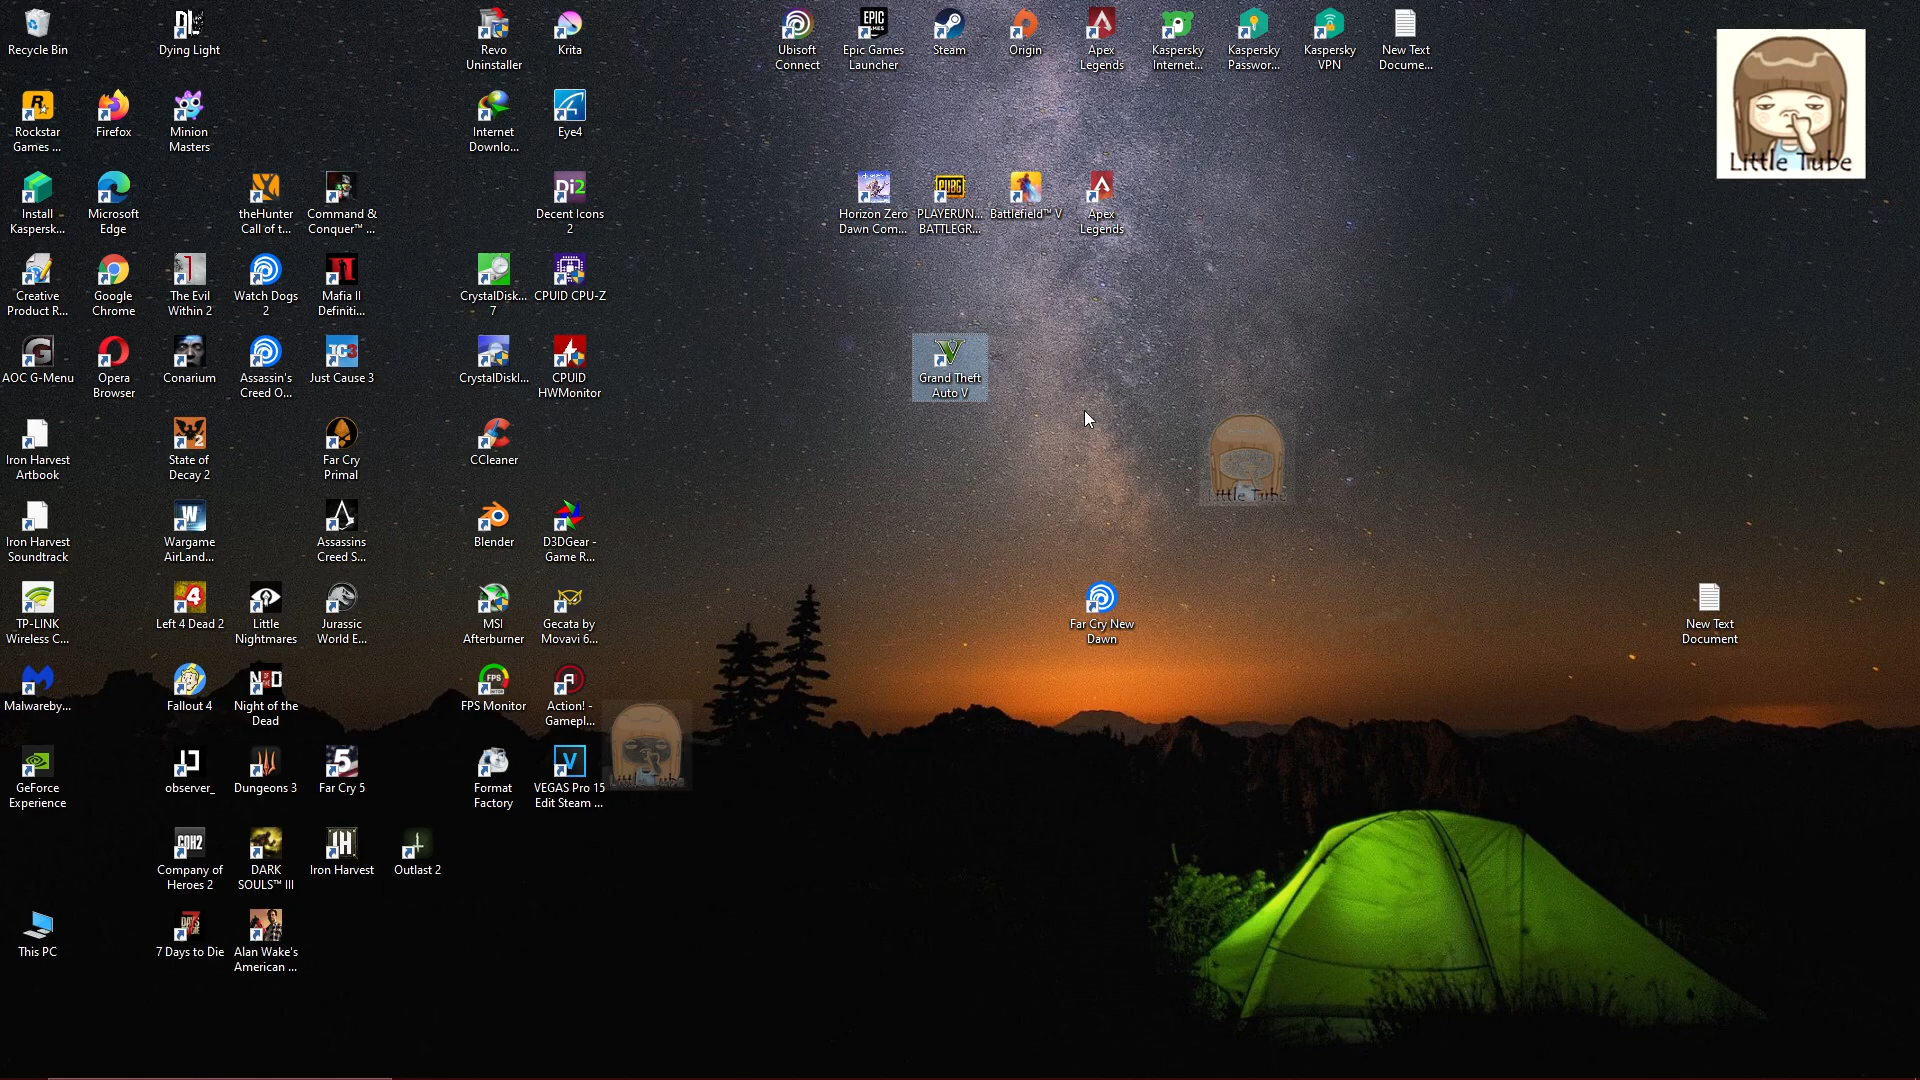 Recycle Bin
Dying Light
Revo
Uninstaller
Krita
Ubisoft
Connect
Epic Games
Launcher
Steam
Origin
Apex
Legends
Kaspersky
Internet...
Kaspersky
Passwor...
Kaspersky
VPN
New Text
Docume...
Little Tube
Rockstar
Games ...
Firefox
Minion
Masters
Internet
Downlo...
Eye4
Install
Kaspersk...
Microsoft
Edge
theHunter
Call of t...
Command &
Conquer™ ...
Decent Icons
2
Horizon Zero
Dawn Com...
PLAYERUN...
BATTLEGR...
Battlefield™ V
Apex
Legends
Creative
Product R...
Google
Chrome
The Evil
Within 2
Watch Dogs
2
Mafia II
Definiti...
CrystalDisk...
7
CPUID CPU-Z
AOC G-Menu
Opera
Browser
Conarium
Assassin's
Creed O...
Just Cause 3
CrystalDiskI...
CPUID
HWMonitor
Grand Theft
Auto V
Iron Harvest
Artbook
State of
Decay 2
Far Cry
Primal
CCleaner
Little Tube
Iron Harvest
Soundtrack
Wargame
AirLand...
Assassins
Creed S...
Blender
D3DGear -
Game R...
TP-LINK
Wireless C...
Left 4 Dead 2
Little
Nightmares
Jurassic
World E...
MSI
Afterburner
Gecata by
Movavi 6...
Far Cry New
Dawn
New Text
Document
Malwareby...
Fallout 4
Night of the
Dead
FPS Monitor
Action! -
Gamepl...
Little Tube
GeForce
Experience
observer_
Dungeons 3
Far Cry 5
Format
Factory
VEGAS Pro 15
Edit Steam ...
Company of
Heroes 2
DARK
SOULS™ III
Iron Harvest
Outlast 2
This PC
7 Days to Die
Alan Wake's
American ...